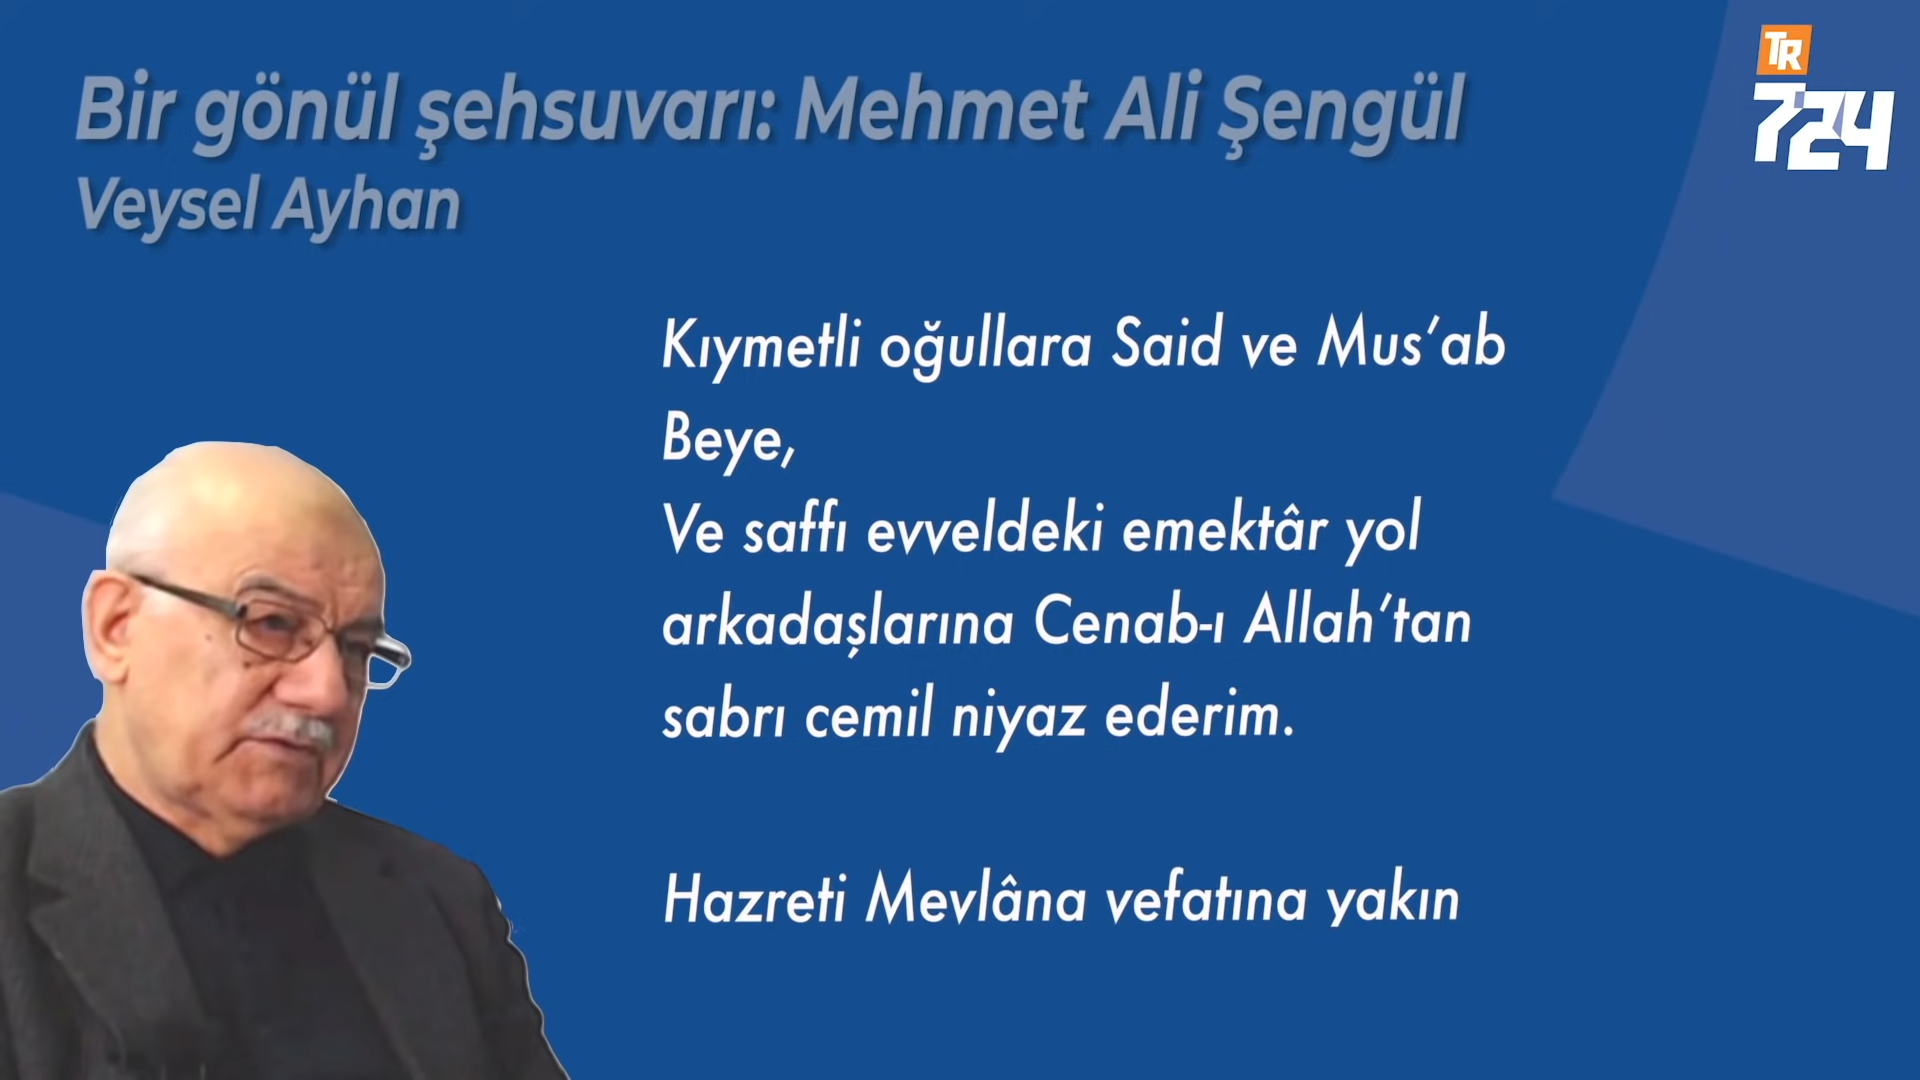 Bir gönül şehsuvarı: Mehmet Ali Şengül
Veysel Ayhan
TR
724
Kıymetli oğullara Said ve Mus’ab
Beye,
Ve saffı evveldeki emektâr yol
arkadaşlarına Cenab-ı Allah’tan
sabrı cemil niyaz ederim.
Hazreti Mevlâna vefatına yakın